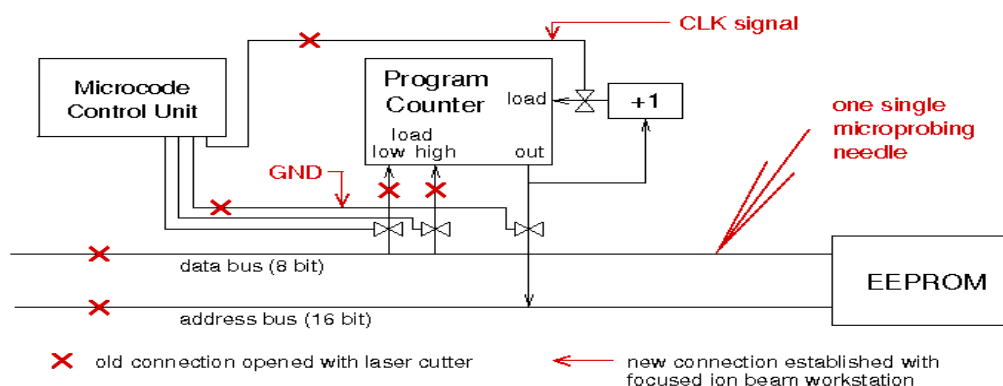 CLK signal
Microcode
Control Unit
Program
Counter
load
+1
one single
microprobing
needle
load
low high
out
GND
data bus (8 bit)
EEPROM
address bus (16 bit)
old connection opened with laser cutter
new connection established with
focused ion beam workstation